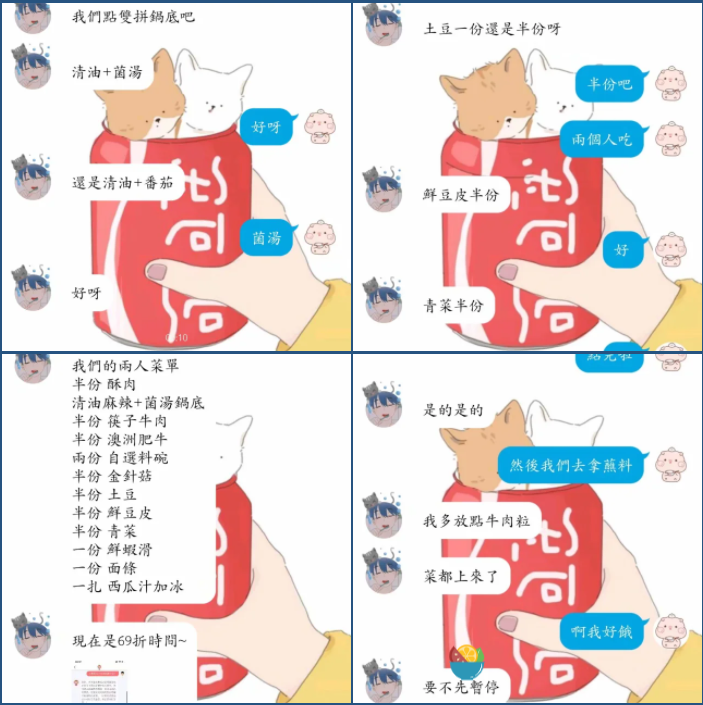 我們點雙拼鍋底吧
清油+菌湯
好呀
還是清油+番茄
菌湯
好呀
土豆一份還是半份呀
半份吧
兩個人吃
鮮豆皮半份
好
青菜半份
我們的兩人菜單
半份 酥肉
清油麻辣+菌湯鍋底
半份 筷子牛肉
半份 澳洲肥牛
兩份 自選料碗
半份 金針菇
半份 土豆
半份 鮮豆皮
半份 青菜
一份 鮮蝦滑
一份 面條
一扎 西瓜汁加冰
現在是69折時間~
是的是的
然後我們去拿蘸料
我多放點牛肉粒
菜都上來了
啊我好餓
要不先暫停